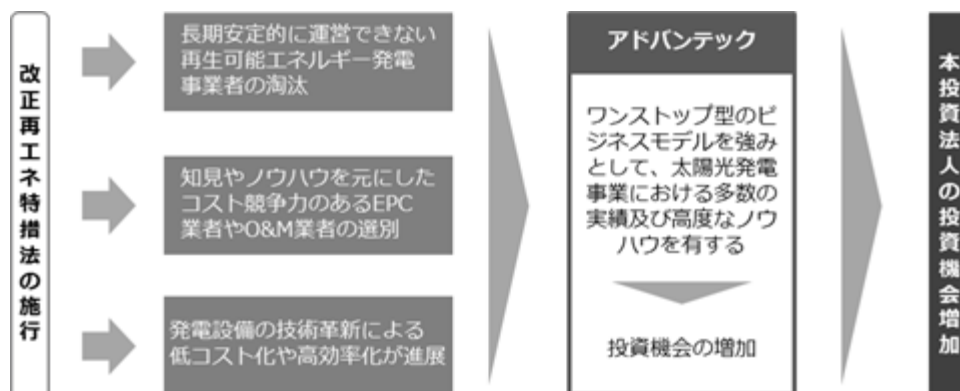 改正再エネ特措法の施行
長期安定的に運営できない
再生可能エネルギー発電
事業者の淘汰
知見やノウハウを元にした
コスト競争力のあるEPC
業者やO&M業者の選別
発電設備の技術革新による
低コスト化や高効率化が進展
アドバンテック
ワンストップ型のビ
ジネスモデルを強み
として、太陽光発電
事業における多数の
実績及び高度なノウ
ハウを有する
投資機会の増加
本投資法人の投資機会増加